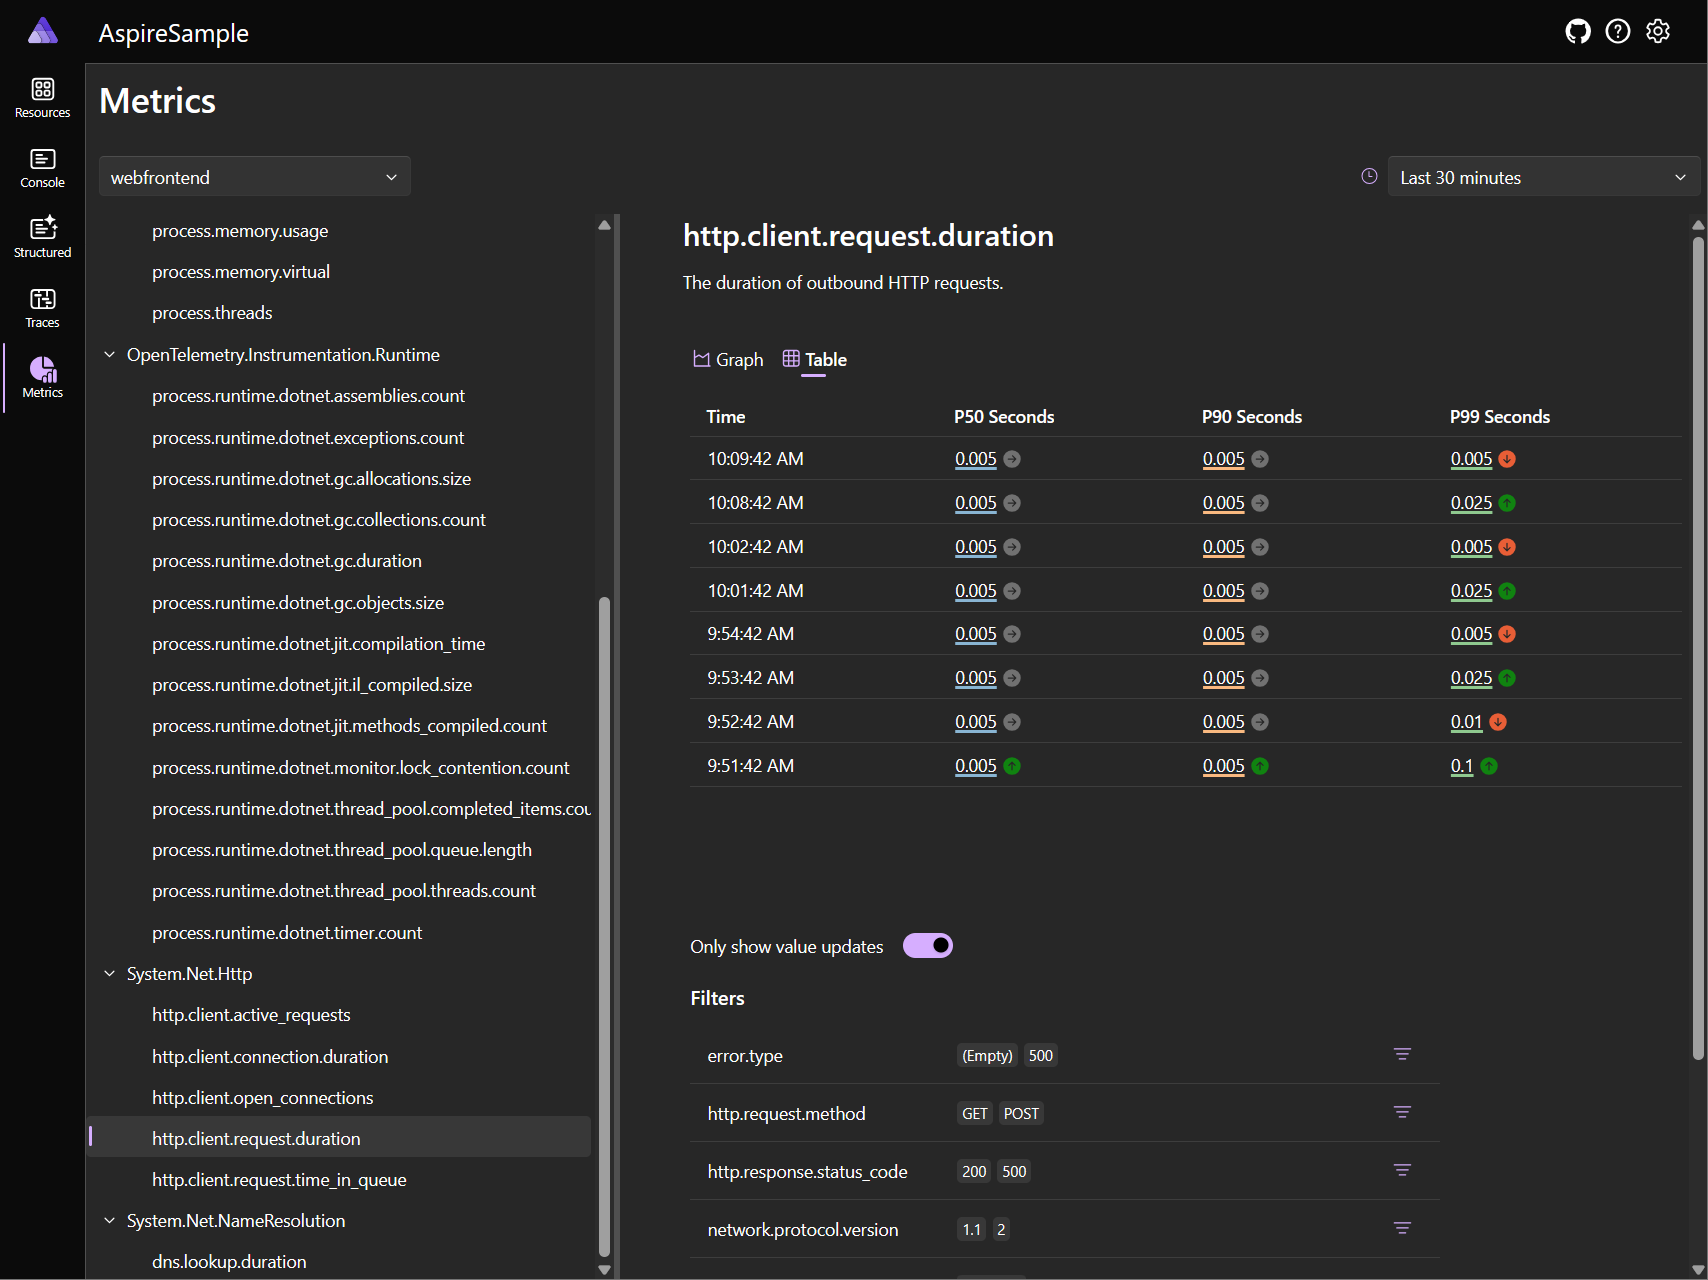 AspireSample
Resources
Console
Structured
Traces
Metrics
Metrics
webfrontend
Last 30 minutes
process.memory.usage
process.memory.virtual
process.threads
OpenTelemetry.Instrumentation.Runtime
process.runtime.dotnet.assemblies.count
process.runtime.dotnet.exceptions.count
process.runtime.dotnet.gc.allocations.size
process.runtime.dotnet.gc.collections.count
process.runtime.dotnet.gc.duration
process.runtime.dotnet.gc.objects.size
process.runtime.dotnet.jit.compilation_time
process.runtime.dotnet.jit.il_compiled.size
process.runtime.dotnet.jit.methods_compiled.count
process.runtime.dotnet.monitor.lock_contention.count
process.runtime.dotnet.thread_pool.completed_items.cou
process.runtime.dotnet.thread_pool.queue.length
process.runtime.dotnet.thread_pool.threads.count
process.runtime.dotnet.timer.count
System.Net.Http
http.client.active_requests
http.client.connection.duration
http.client.open_connections
http.client.request.duration
http.client.request.time_in_queue
System.Net.NameResolution
dns.lookup.duration
http.client.request.duration
The duration of outbound HTTP requests.
Graph Table
Time P50 Seconds P90 Seconds P99 Seconds
10:09:42 AM 0.005 0.005 0.005
10:08:42 AM 0.005 0.005 0.025
10:02:42 AM 0.005 0.005 0.005
10:01:42 AM 0.005 0.005 0.025
9:54:42 AM 0.005 0.005 0.005
9:53:42 AM 0.005 0.005 0.025
9:52:42 AM 0.005 0.005 0.01
9:51:42 AM 0.005 0.005 0.1
Only show value updates
Filters
error.type (Empty) 500
http.request.method GET POST
http.response.status_code 200 500
network.protocol.version 1.1 2